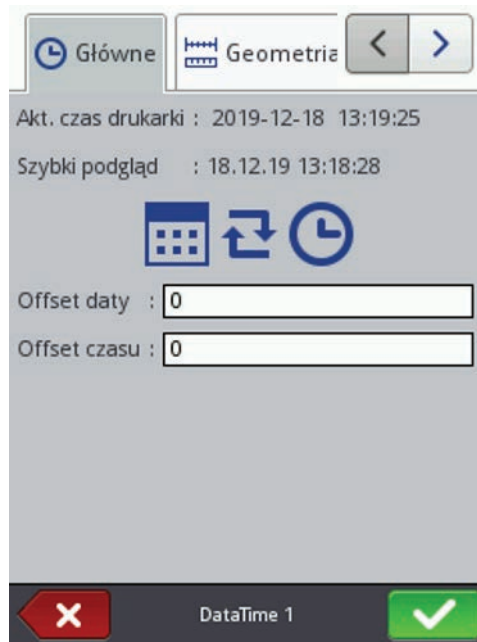 Główne Geometria
Akt. czas drukarki : 2019-12-18 13:19:25
Szybki podgląd : 18.12.19 13:18:28
Offset daty : 0
Offset czasu : 0
DataTime 1